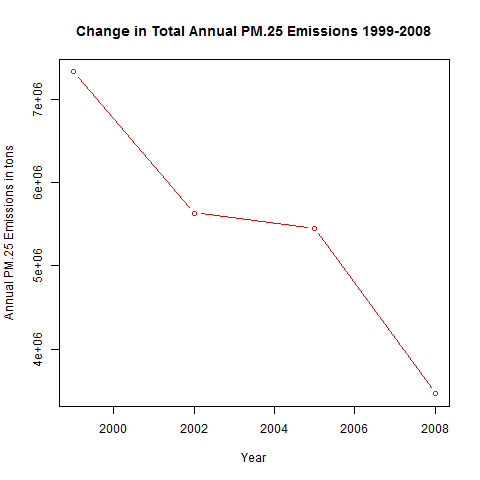 Change in Total Annual PM.25 Emissions 1999-2008
Annual PM.25 Emissions in tons
7e+06
6e+06
5e+06
4e+06
2000 2002 2004 2006 2008
Year